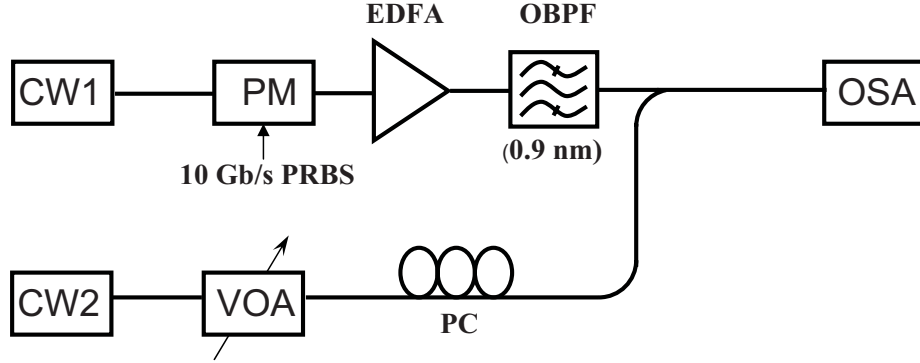 EDFA
OBPF
CW1
PM
OSA
(0.9 nm)
10 Gb/s PRBS
CW2
VOA
PC